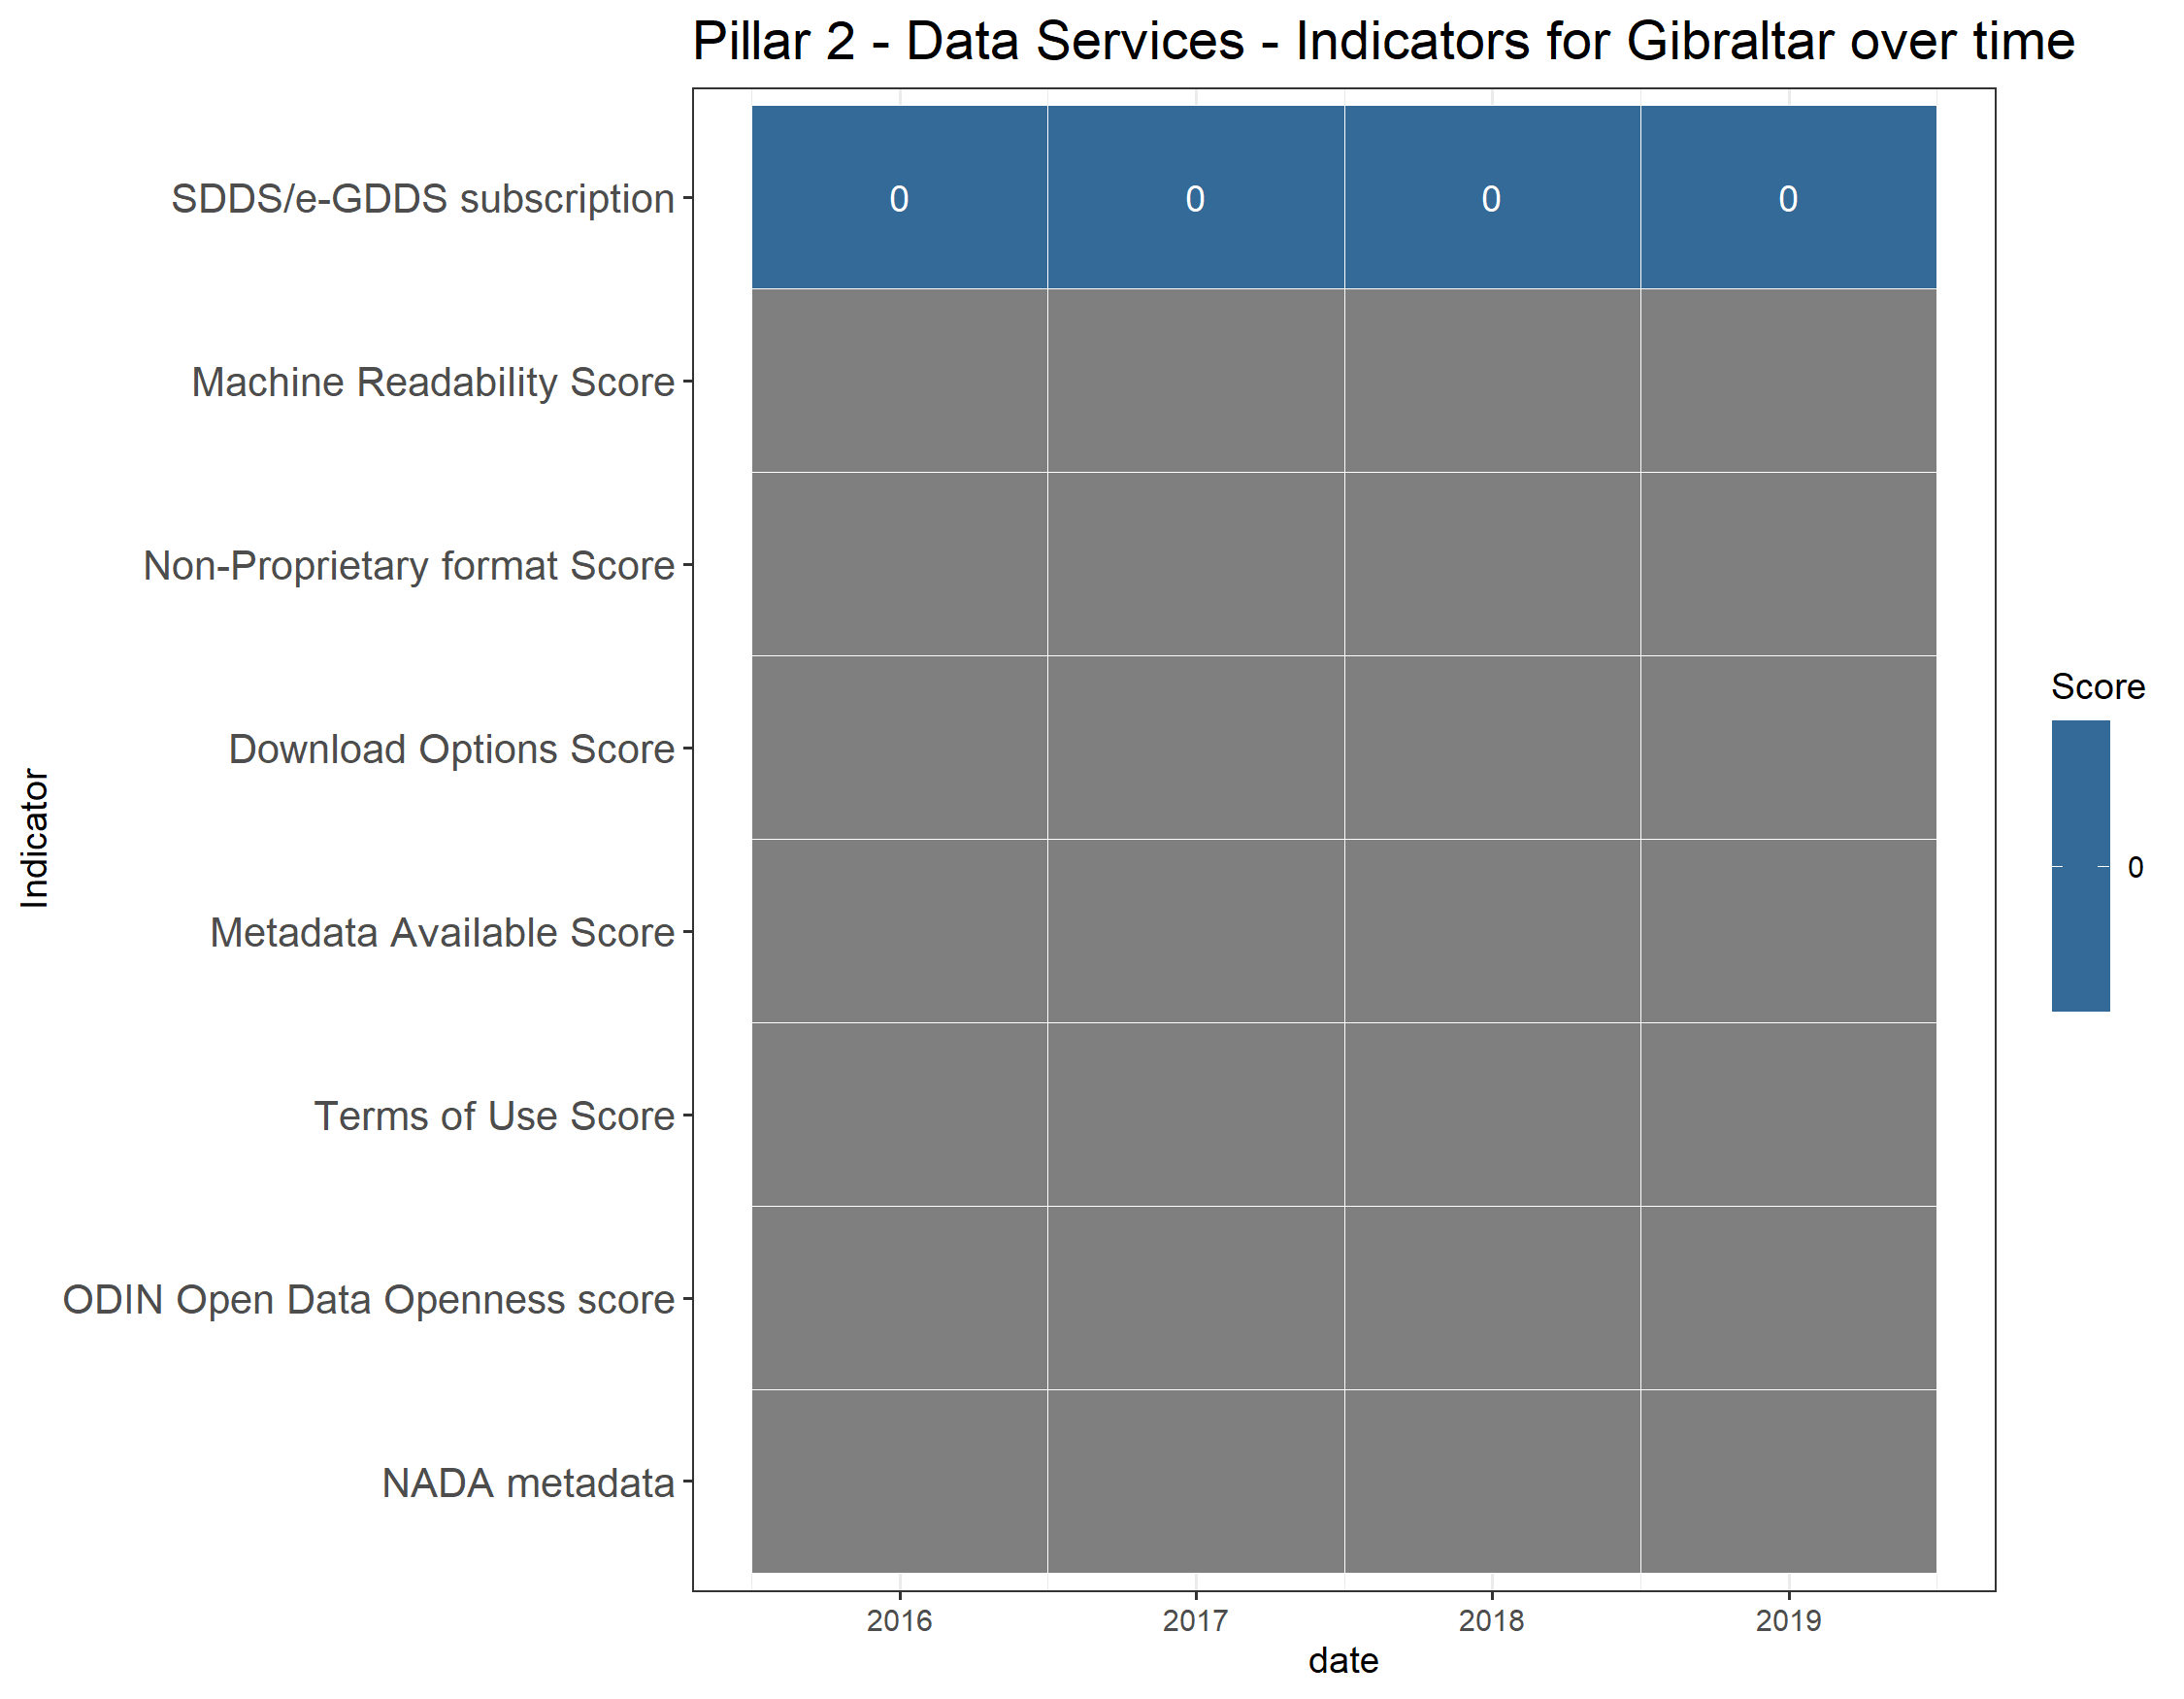 Pillar 2 - Data Services - Indicators for Gibraltar over time
SDDS/e-GDDS subscription
0 0 0 0
Machine Readability Score
Non-Proprietary format Score
Download Options Score
Metadata Available Score
Terms of Use Score
ODIN Open Data Openness score
NADA metadata
Indicator
2016 2017 2018 2019
date
Score
0